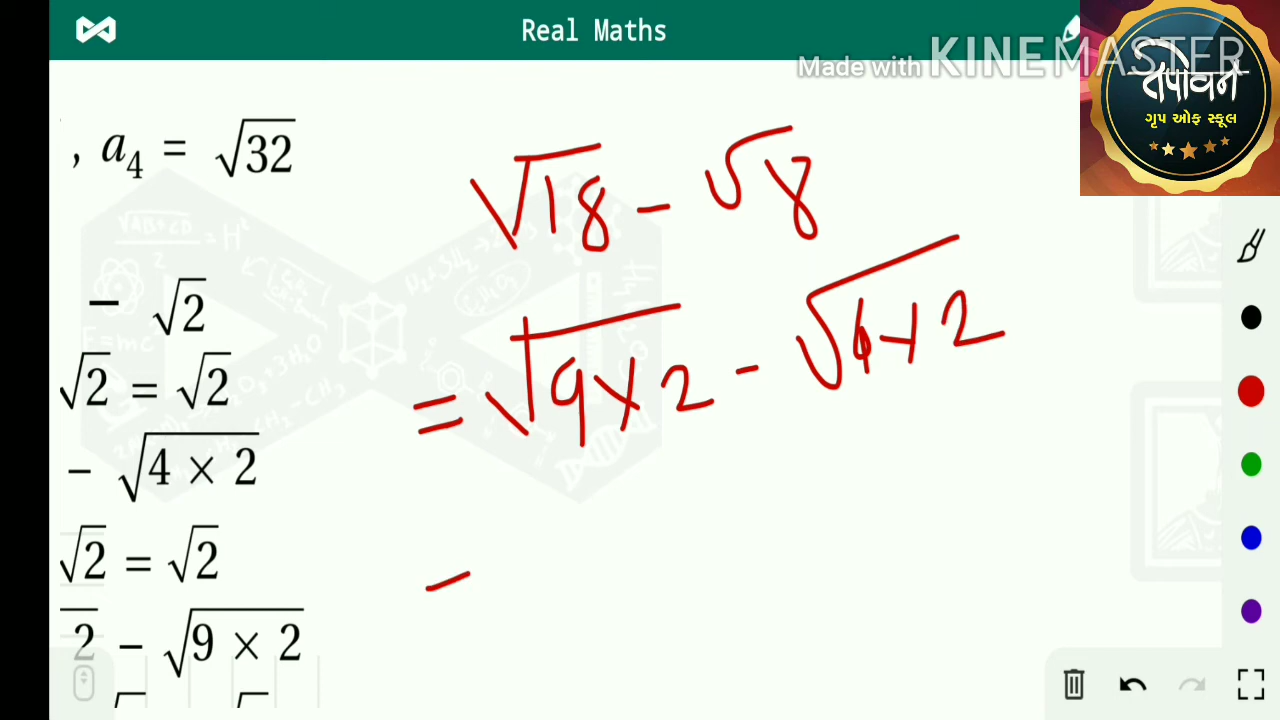 Real Maths
Made with KINEMASTER
તપોવન
ગ્રુપ ઓફ સ્કૂલ
, a₄ = √32
− √2
√2 = √2
− √4 × 2
√2 = √2
2 − √9 × 2
√18 − √8
= √9×2 − √4×2
−